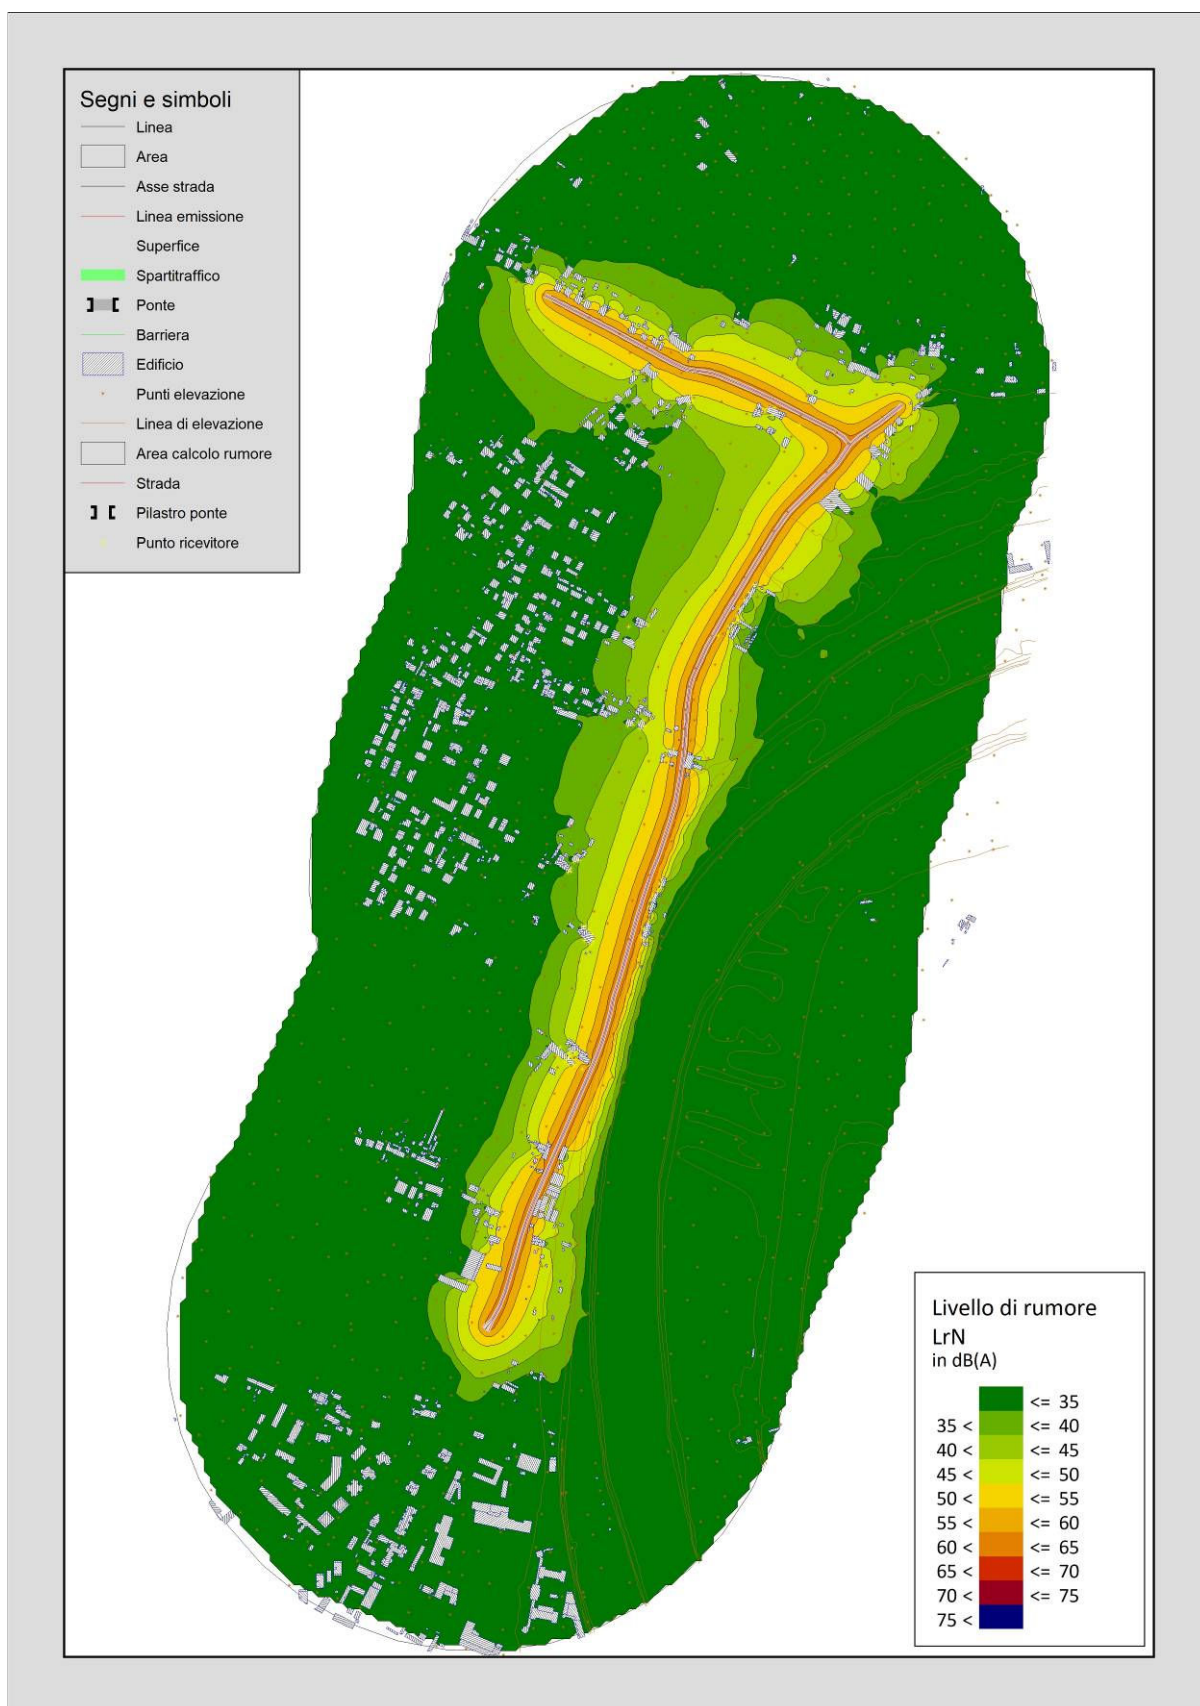 Segni e simboli
Linea
Area
Asse strada
Linea emissione
Superfice
Spartitraffico
Ponte
Barriera
Edificio
Punti elevazione
Linea di elevazione
Area calcolo rumore
Strada
Pilastro ponte
Punto ricevitore
Livello di rumore
LrN
in dB(A)
<= 35
35 < <= 40
40 < <= 45
45 < <= 50
50 < <= 55
55 < <= 60
60 < <= 65
65 < <= 70
70 < <= 75
75 <